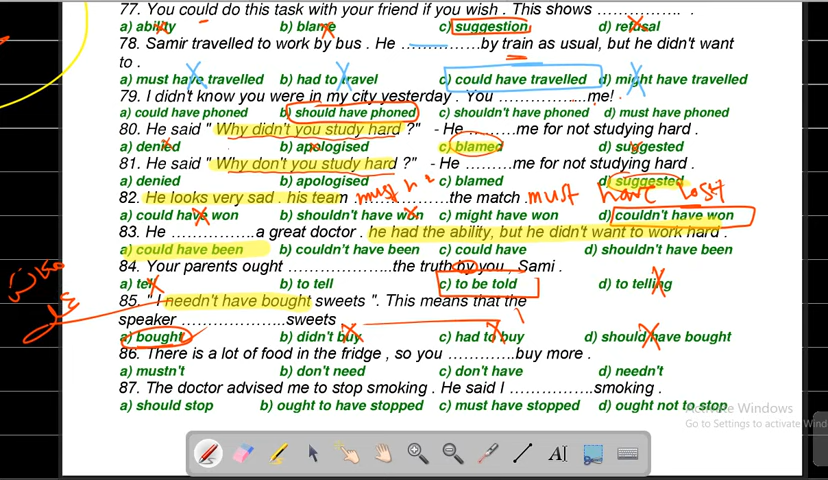 77. You could do this task with your friend if you wish . This shows …………… .
a) ability b) blame c) suggestion d) refusal
78. Samir travelled to work by bus . He ……………by train as usual, but he didn't want
to .
a) must have travelled b) had to travel c) could have travelled d) might have travelled
79. I didn't know you were in my city yesterday . You ……………….me! .
a) could have phoned b) should have phoned c) shouldn't have phoned d) must have phoned
80. He said " Why didn't you study hard ?" - He ………me for not studying hard .
a) denied b) apologised c) blamed d) suggested
81. He said " Why don't you study hard ?" - He ………me for not studying hard .
a) denied b) apologised c) blamed d) suggested
must have lost
82. He looks very sad . his team ………………the match .
a) could have won b) shouldn't have won c) might have won d) couldn't have won
83. He ……………a great doctor . he had the ability, but he didn't want to work hard .
a) could have been b) couldn't have been c) could have d) shouldn't have been
84. Your parents ought …………………the truth by you , Sami .
a) tell b) to tell c) to be told d) to telling
85. " I needn't have bought sweets ". This means that the
speaker …………………sweets
a) bought b) didn't buy c) had to buy d) should have bought
86. There is a lot of food in the fridge , so you ………….buy more .
a) mustn't b) don't need c) don't have d) needn't
87. The doctor advised me to stop smoking . He said I ……………..smoking .
a) should stop b) ought to have stopped c) must have stopped d) ought not to stop
Activate Windows
Go to Settings to activate Wind